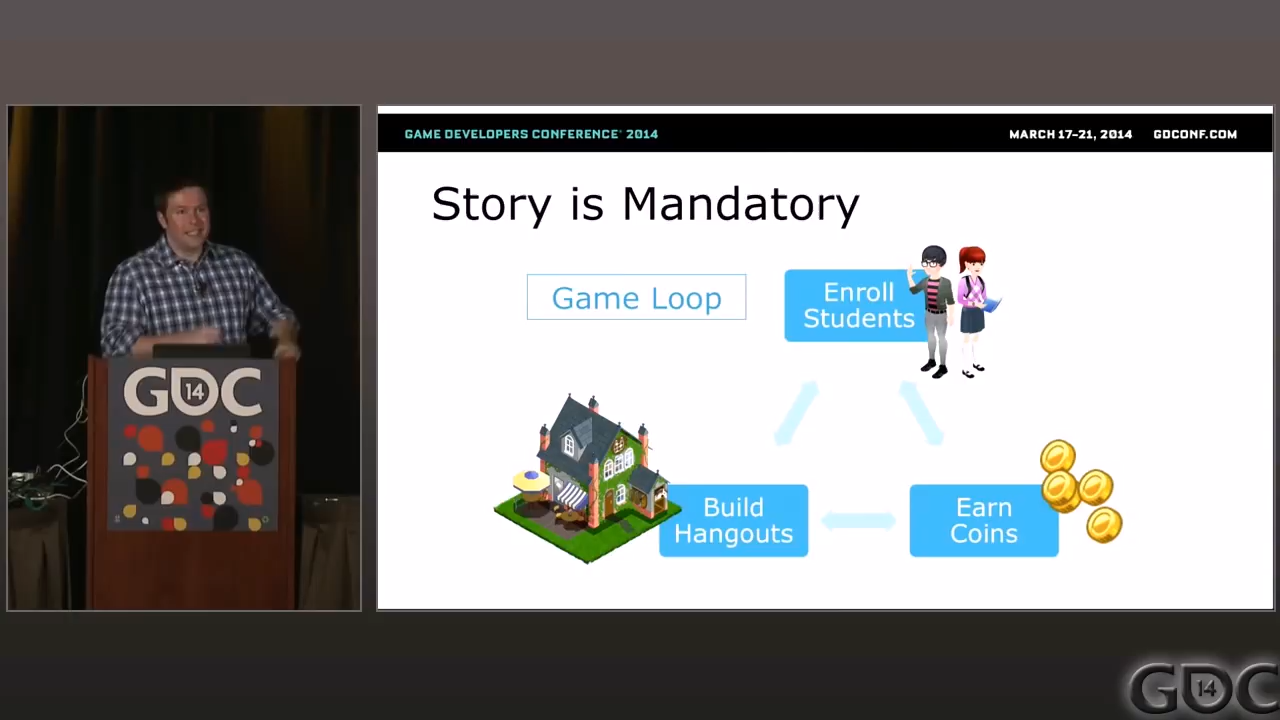 GAME DEVELOPERS CONFERENCE® 2014
MARCH 17-21, 2014 GDCONF.COM
Story is Mandatory
Game Loop
Enroll
Students
Build
Hangouts
Earn
Coins
GDC
14
GDC
14